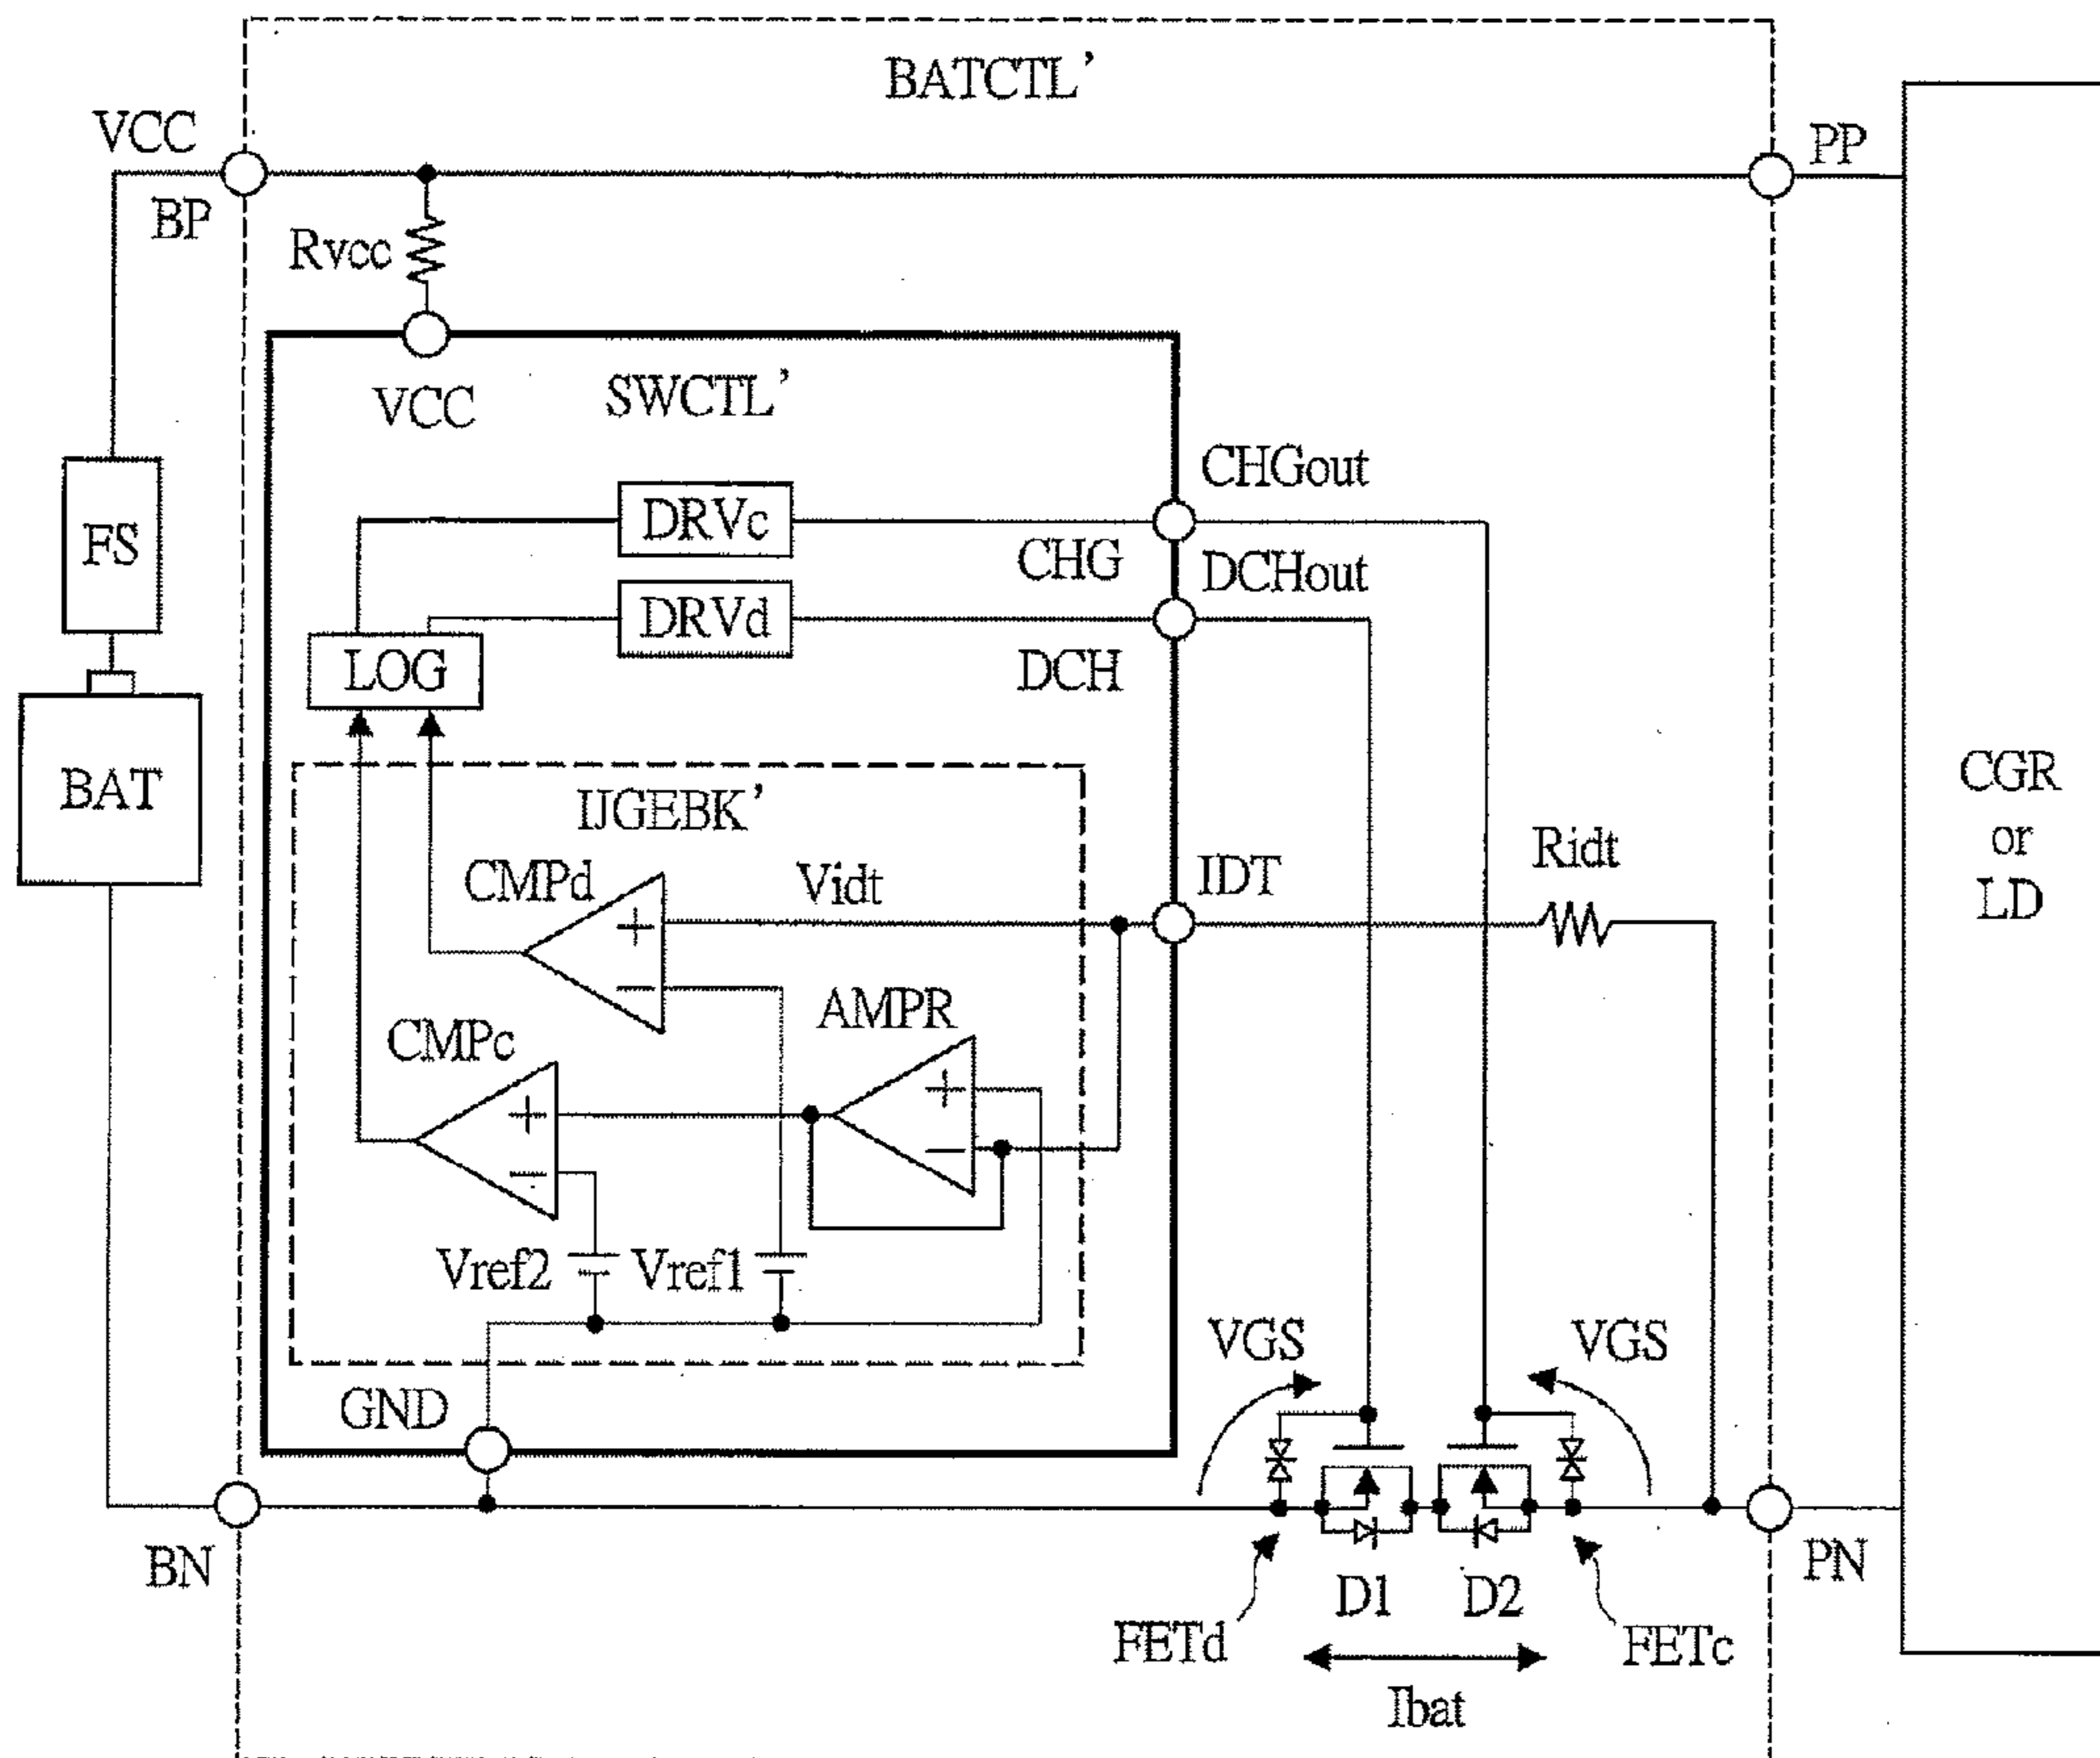 BATCTL’
VCC
BP
PP
Rvcc
VCC
SWCTL’
CHGout
DRVc
CHG
DCHout
DRVd
DCH
LOG
FS
BAT
IJGEBK’
CMPd
Vidt
IDT
Ridt
CGR
or
LD
+
−
AMPR
CMPc
+
−
+
−
Vref2
Vref1
VGS
VGS
GND
BN
PN
D1
D2
FETd
FETc
Ibat